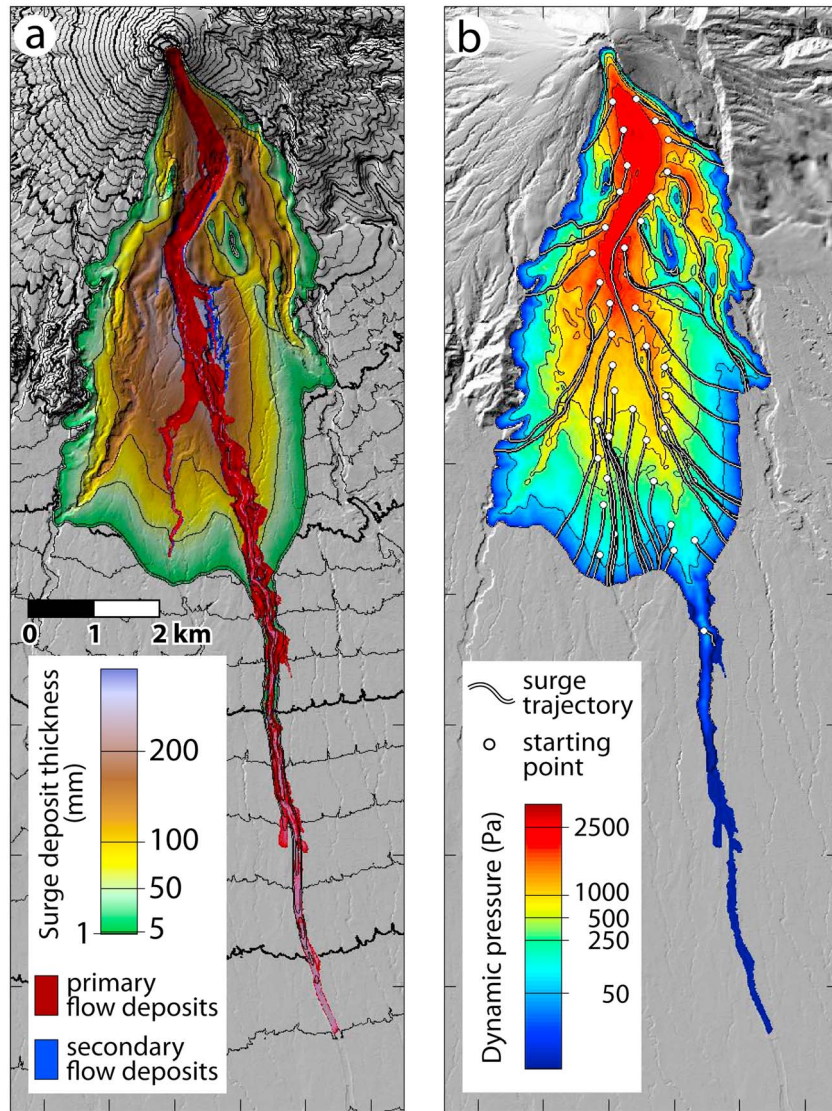 a
0 1 2 km
Surge deposit thickness
(mm)
200
100
50
5
1
primary
flow deposits
secondary
flow deposits
b
surge
trajectory
starting
point
Dynamic pressure (Pa)
2500
1000
500
250
50